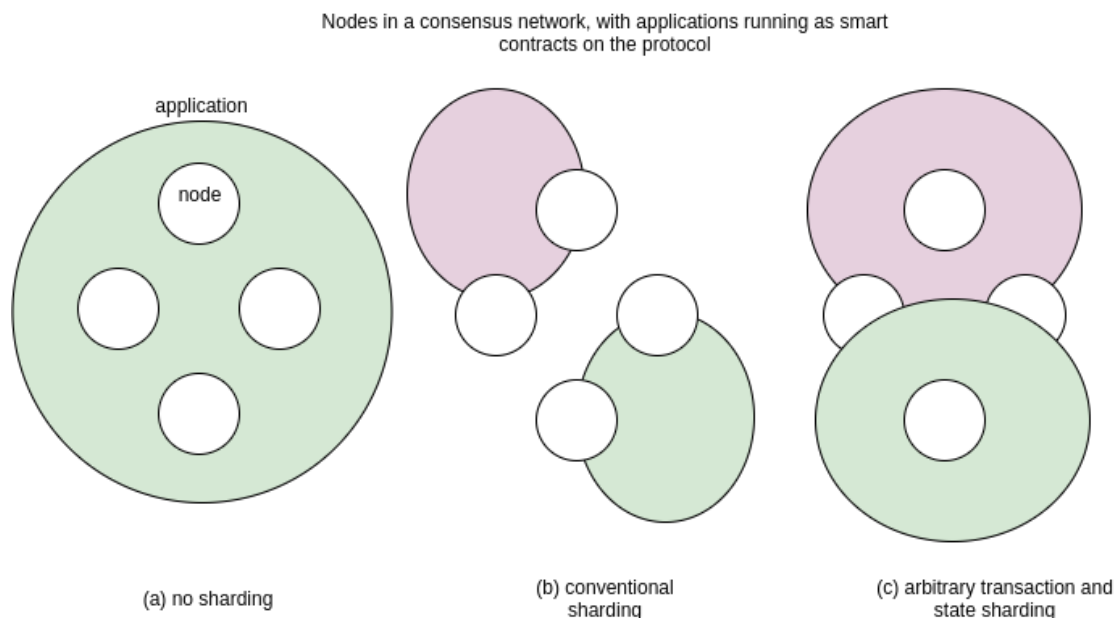 Nodes in a consensus network, with applications running as smart
contracts on the protocol
application
node
(a) no sharding
(b) conventional
sharding
(c) arbitrary transaction and
state sharding